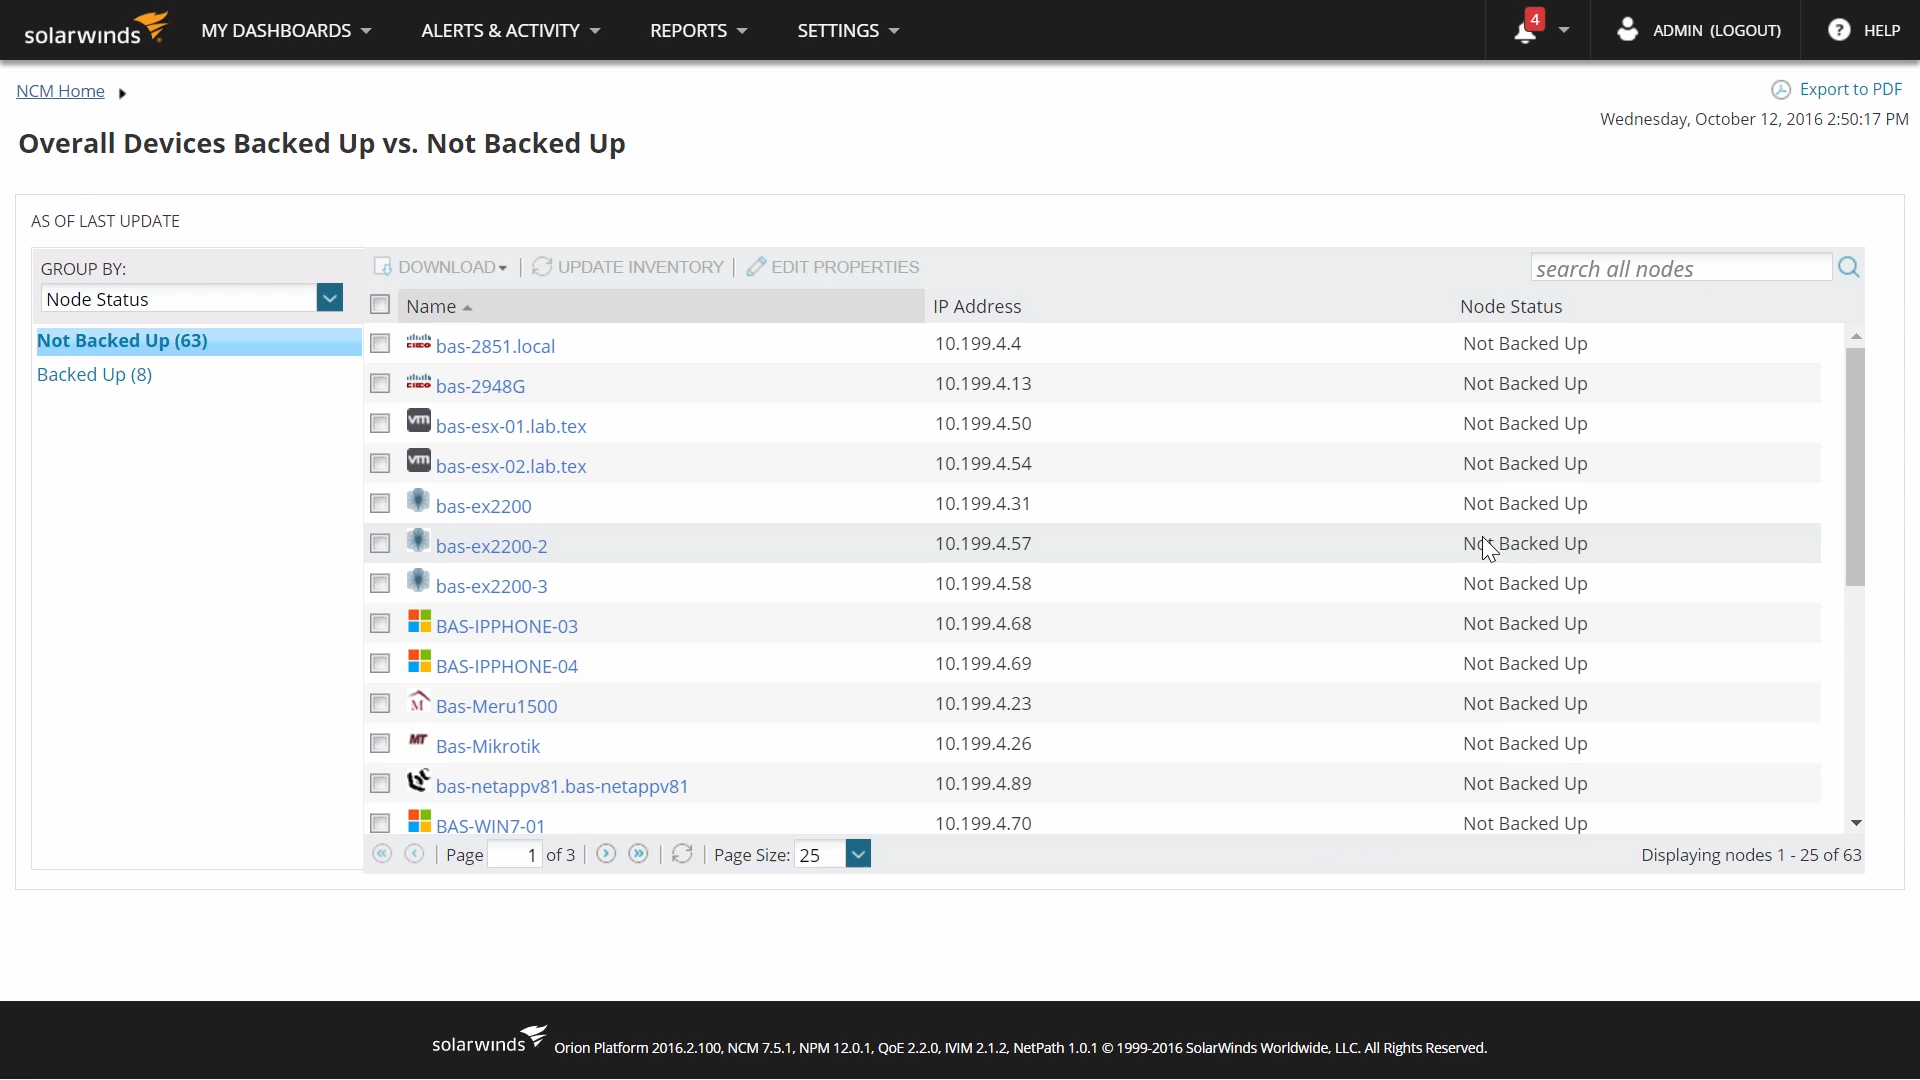 solarwinds MY DASHBOARDS ALERTS & ACTIVITY REPORTS SETTINGS 4 ADMIN (LOGOUT) ? HELP
NCM Home
Export to PDF
Wednesday, October 12, 2016 2:50:17 PM
Overall Devices Backed Up vs. Not Backed Up
AS OF LAST UPDATE
GROUP BY:
Node Status
Not Backed Up (63)
Backed Up (8)
DOWNLOAD | UPDATE INVENTORY | EDIT PROPERTIES search all nodes
Name IP Address Node Status
CISCO bas-2851.local 10.199.4.4 Not Backed Up
CISCO bas-2948G 10.199.4.13 Not Backed Up
vm bas-esx-01.lab.tex 10.199.4.50 Not Backed Up
vm bas-esx-02.lab.tex 10.199.4.54 Not Backed Up
bas-ex2200 10.199.4.31 Not Backed Up
bas-ex2200-2 10.199.4.57 Not Backed Up
bas-ex2200-3 10.199.4.58 Not Backed Up
BAS-IPPHONE-03 10.199.4.68 Not Backed Up
BAS-IPPHONE-04 10.199.4.69 Not Backed Up
M Bas-Meru1500 10.199.4.23 Not Backed Up
MT Bas-Mikrotik 10.199.4.26 Not Backed Up
bas-netappv81.bas-netappv81 10.199.4.89 Not Backed Up
BAS-WIN7-01 10.199.4.70 Not Backed Up
| Page 1 of 3 | | Page Size: 25 Displaying nodes 1 - 25 of 63
solarwinds Orion Platform 2016.2.100, NCM 7.5.1, NPM 12.0.1, QoE 2.2.0, IVIM 2.1.2, NetPath 1.0.1 © 1999-2016 SolarWinds Worldwide, LLC. All Rights Reserved.